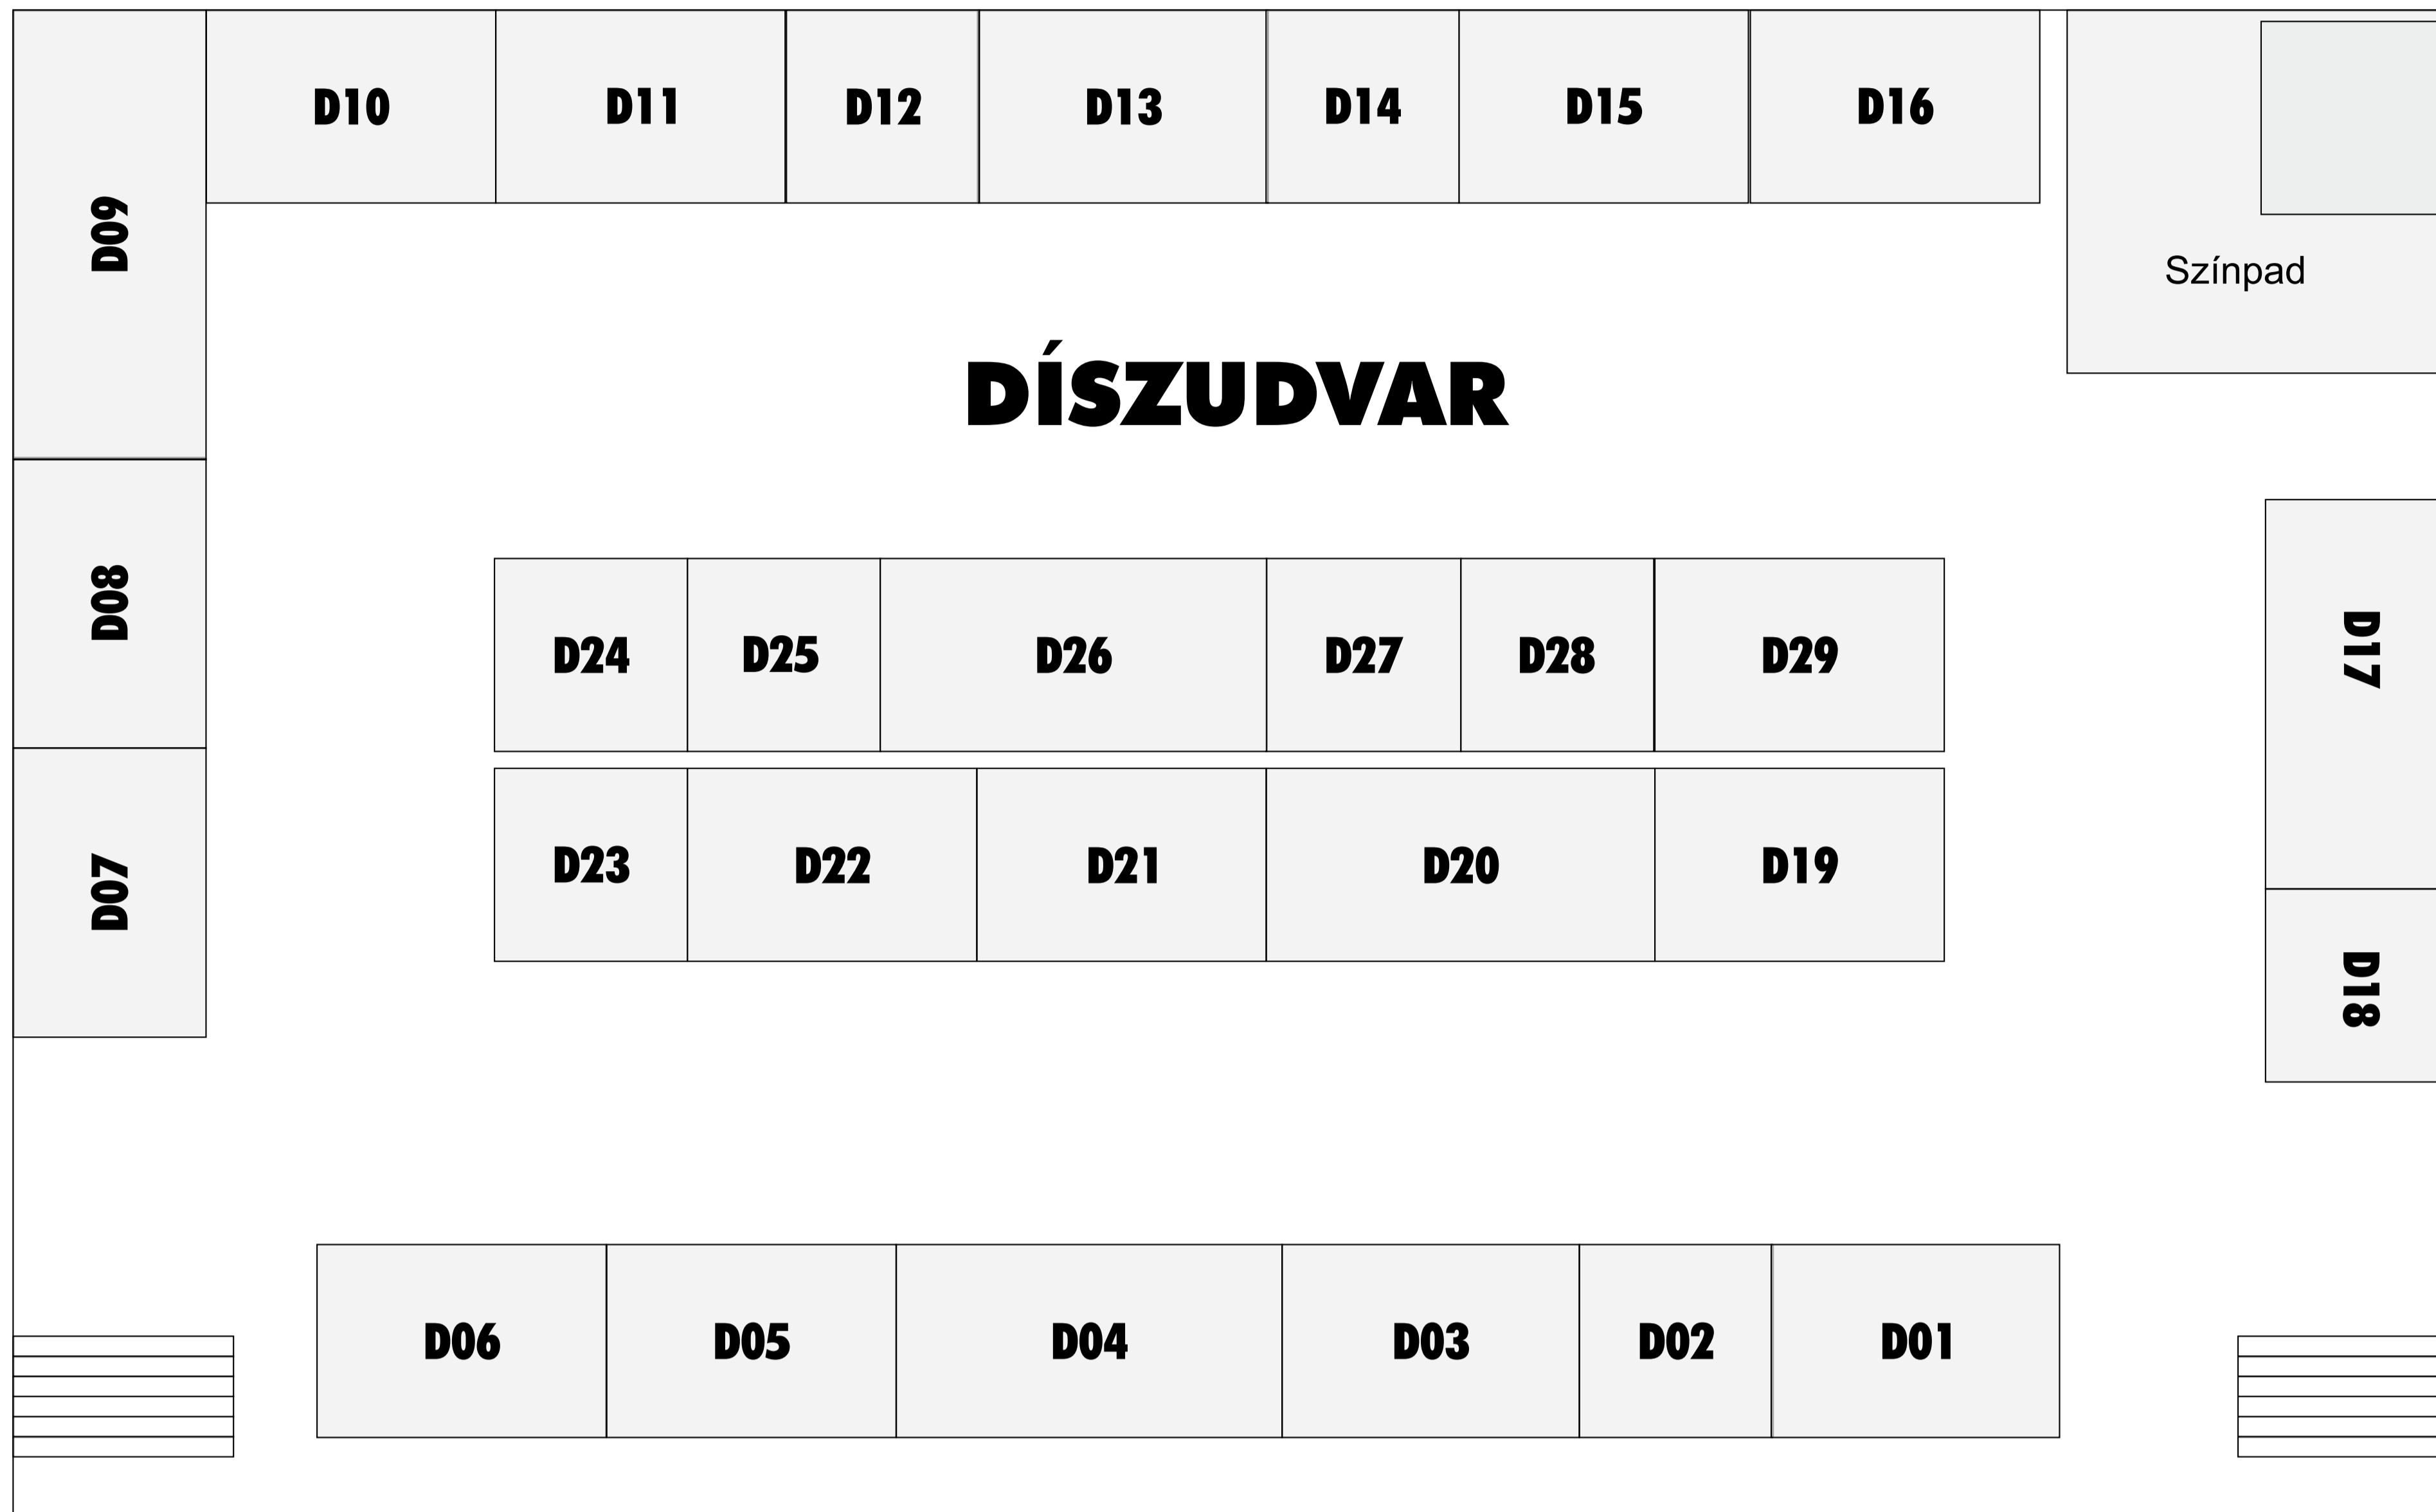 D10 D11 D12 D13 D14 D15 D16
D09
Színpad
DÍSZUDVAR
D08
D24 D25 D26 D27 D28 D29
D17
D07
D23 D22 D21 D20 D19
D18
D06 D05 D04 D03 D02 D01